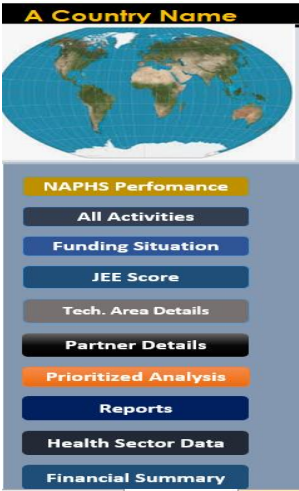 A Country Name
NAPHS Perfomance
All Activities
Funding Situation
JEE Score
Tech. Area Details
Partner Details
Prioritized Analysis
Reports
Health Sector Data
Financial Summary